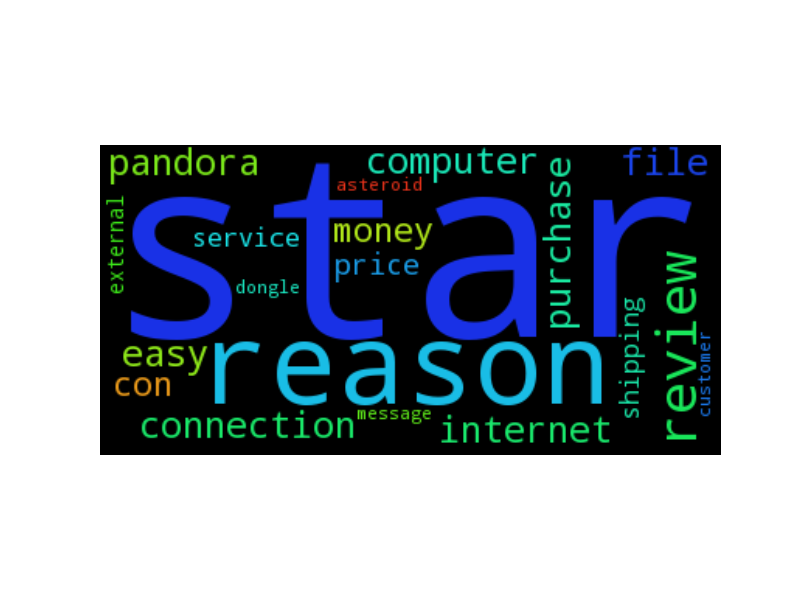 pandora
computer
file
asteroid
external
star
purchase
service
money
price
dongle
review
shipping
customer
easy
reason
con
connection
message
internet